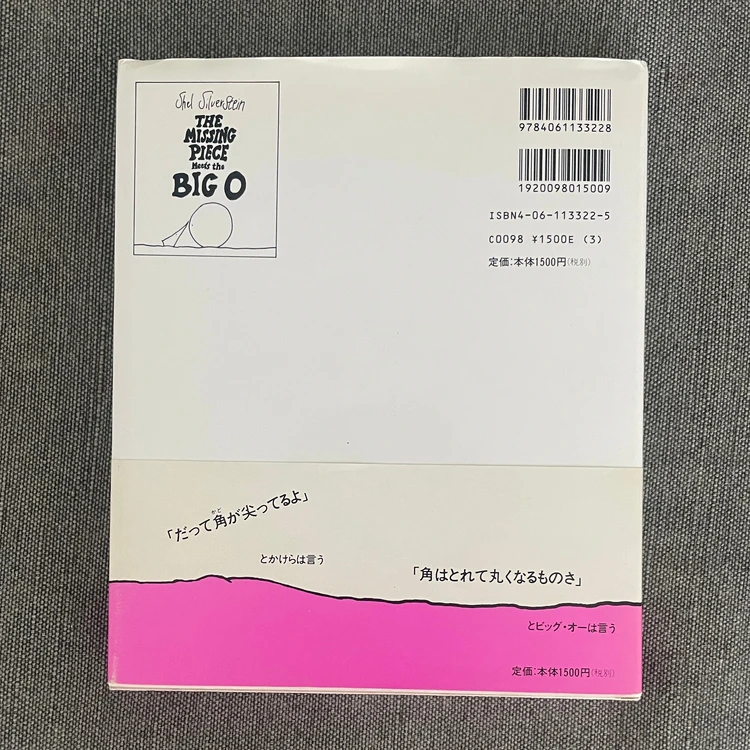 Shel Silverstein
THE
MISSING
PIECE
Meets the
BIG O
9784061133228
1920098015009
ISBN4-06-113322-5
C0098 ¥1500E (3)
定価：本体1500円(税別)
「だって角が尖ってるよ」
かど
とかけらは言う
「角はとれて丸くなるものさ」
とビッグ・オーは言う
定価：本体1500円(税別)